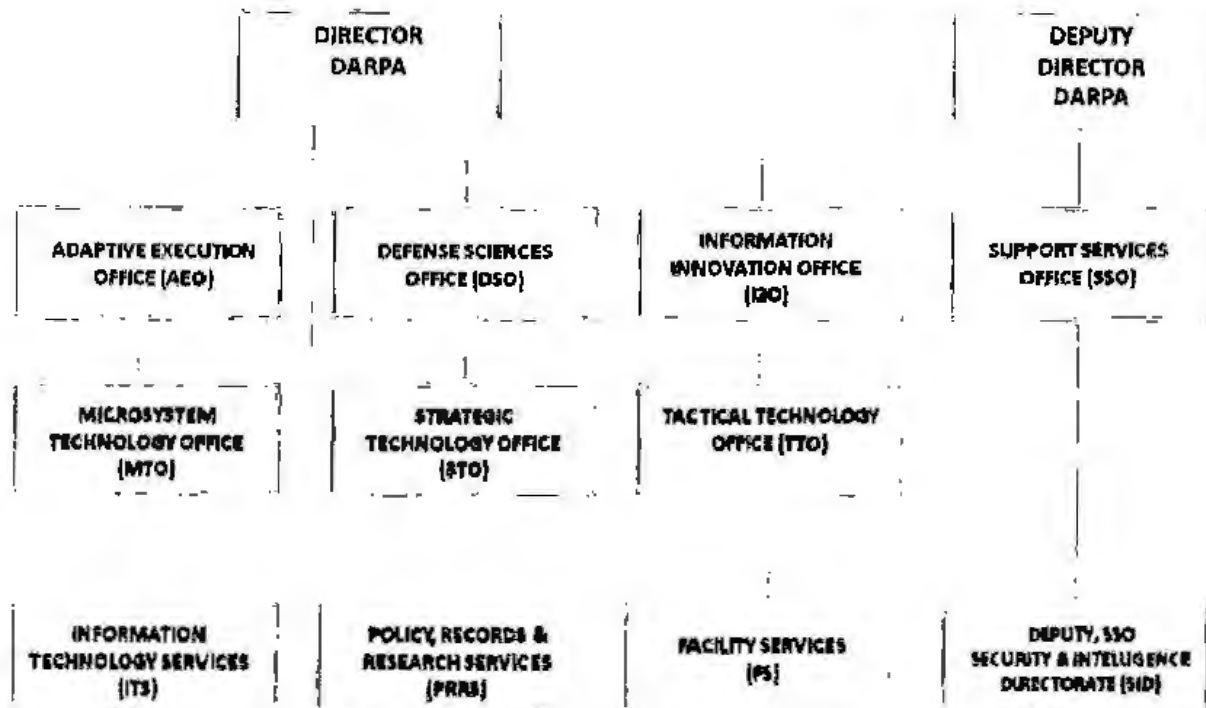 DIRECTOR
DARPA
DEPUTY
DIRECTOR
DARPA
ADAPTIVE EXECUTION
OFFICE (AEO)
DEFENSE SCIENCES
OFFICE (DSO)
INFORMATION
INNOVATION OFFICE
(I2O)
SUPPORT SERVICES
OFFICE (SSO)
MICROSYSTEM
TECHNOLOGY OFFICE
(MTO)
STRATEGIC
TECHNOLOGY OFFICE
(STO)
TACTICAL TECHNOLOGY
OFFICE (TTO)
INFORMATION
TECHNOLOGY SERVICES
(ITS)
POLICY, RECORDS &
RESEARCH SERVICES
(PRRS)
FACILITY SERVICES
(FS)
DEPUTY, SSO
SECURITY & INTELLIGENCE
DIRECTORATE (SID)